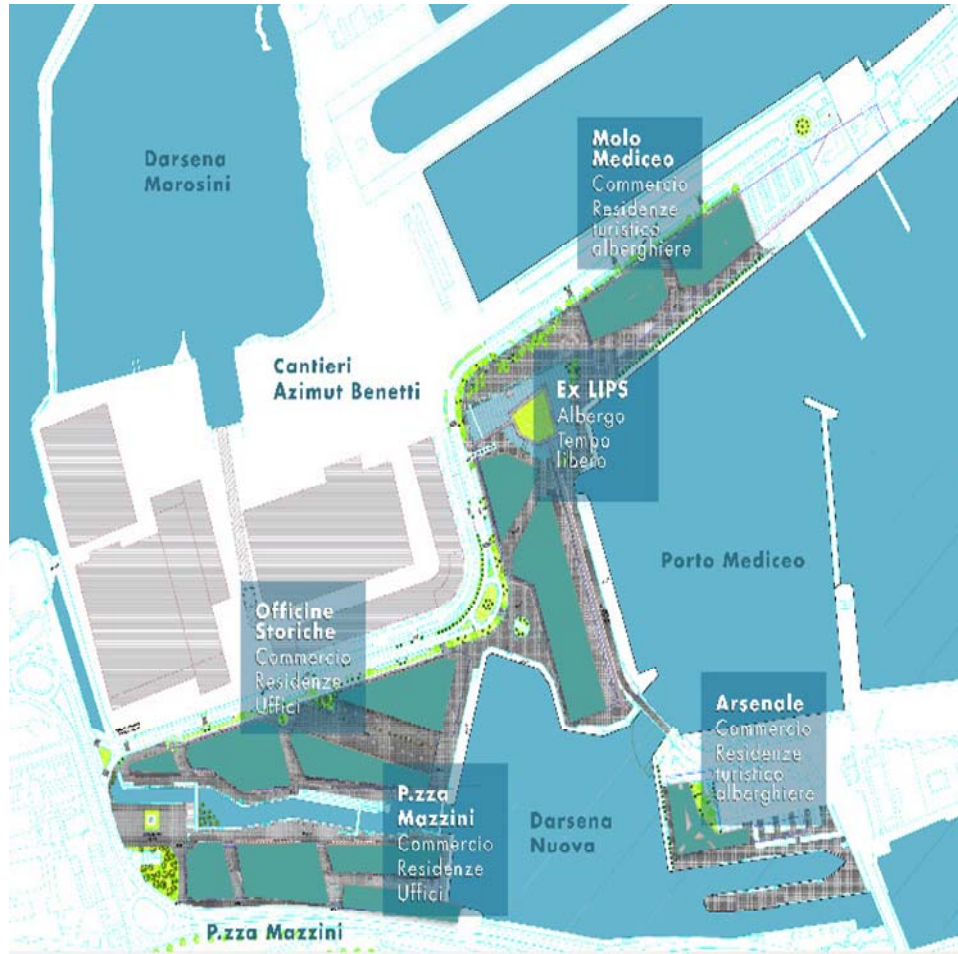 Darsena
Morosini
Molo
Mediceo
Commercio
Residenze
turistico
alberghiere
Cantieri
Azimut Benetti
Ex LIPS
Albergo
Tempo
libero
Porto Mediceo
Officine
Storiche
Commercio
Residenze
Uffici
Arsenale
Commercio
Residenze
turistico
alberghiere
P.zza
Mazzini
Commercio
Residenze
Uffici
Darsena
Nuova
P.zza Mazzini